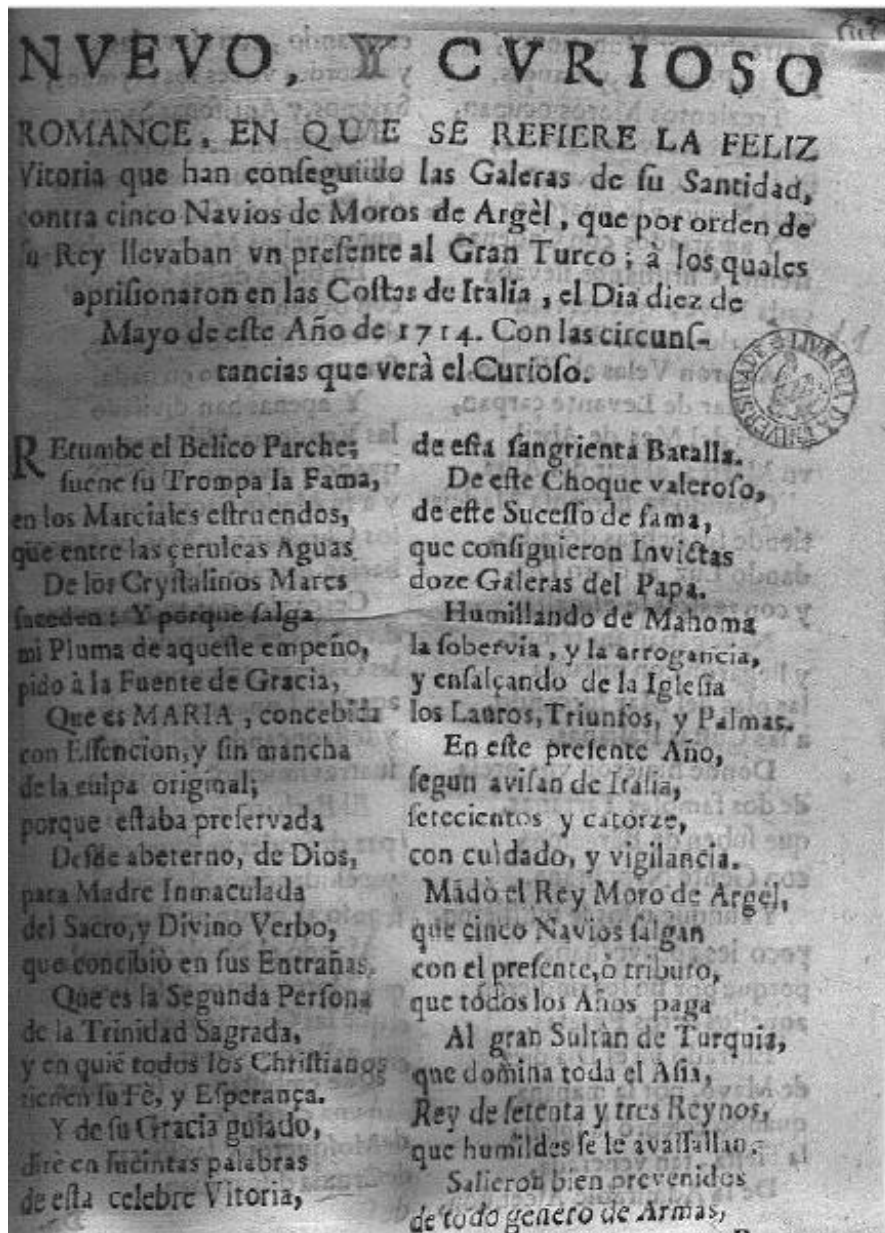 NVEVO, Y CVRIOSO
ROMANCE, EN QUE SE REFIERE LA FELIZ
Vitoria que han conſeguido las Galeras de ſu Santidad,
contra cinco Navios de Moros de Argèl, que por orden de
ſu Rey llevaban vn preſente al Gran Turco; à los quales
apriſionaron en las Coſtas de Italia, el Dia diez de
Mayo de eſte Año de 1714. Con las circunſ-
tancias que verà el Curioſo.
REtumbe el Belico Parche;
ſuene ſu Trompa la Fama,
en los Marciales eſtruendos,
que entre las çeruleas Aguas
De los Cryſtalinos Mares
ſuceden: Y porque ſalga
mi Pluma de aqueſte empeño,
pido à la Fuente de Gracia,
Que es MARIA, concebida
con Eſſencion, y ſin mancha
de la culpa original;
porque eſtaba preſervada
Deſde abeterno, de Dios,
para Madre Inmaculada
del Sacro, y Divino Verbo,
que concibiò en ſus Entrañas,
Que es la Segunda Perſona
de la Trinidad Sagrada,
y en quiē todos los Chriſtianos
tienen ſu Fè, y Eſperança.
Y de ſu Gracia guiado,
dirè en ſucintas palabras
de eſta celebre Vitoria,
de eſta ſangrienta Batalla.
De eſte Choque valeroſo,
de eſte Suceſſo de fama,
que conſiguieron Invictas
doze Galeras del Papa.
Humillando de Mahoma
la ſobervia, y la arrogancia,
y enſalçando de la Igleſia
los Lauros, Triunfos, y Palmas.
En eſte preſente Año,
ſegun aviſan de Italia,
ſetecientos y catorze,
con cuidado, y vigilancia.
Mādò el Rey Moro de Argèl,
que cinco Navios ſalgan
con el preſente, ò tributo,
que todos los Años paga
Al gran Sultàn de Turquia,
que domina toda el Aſia,
Rey de ſetenta y tres Reynos,
que humildes ſe le avaſſallan.
Salieron bien prevenidos
de todo genero de Armas,